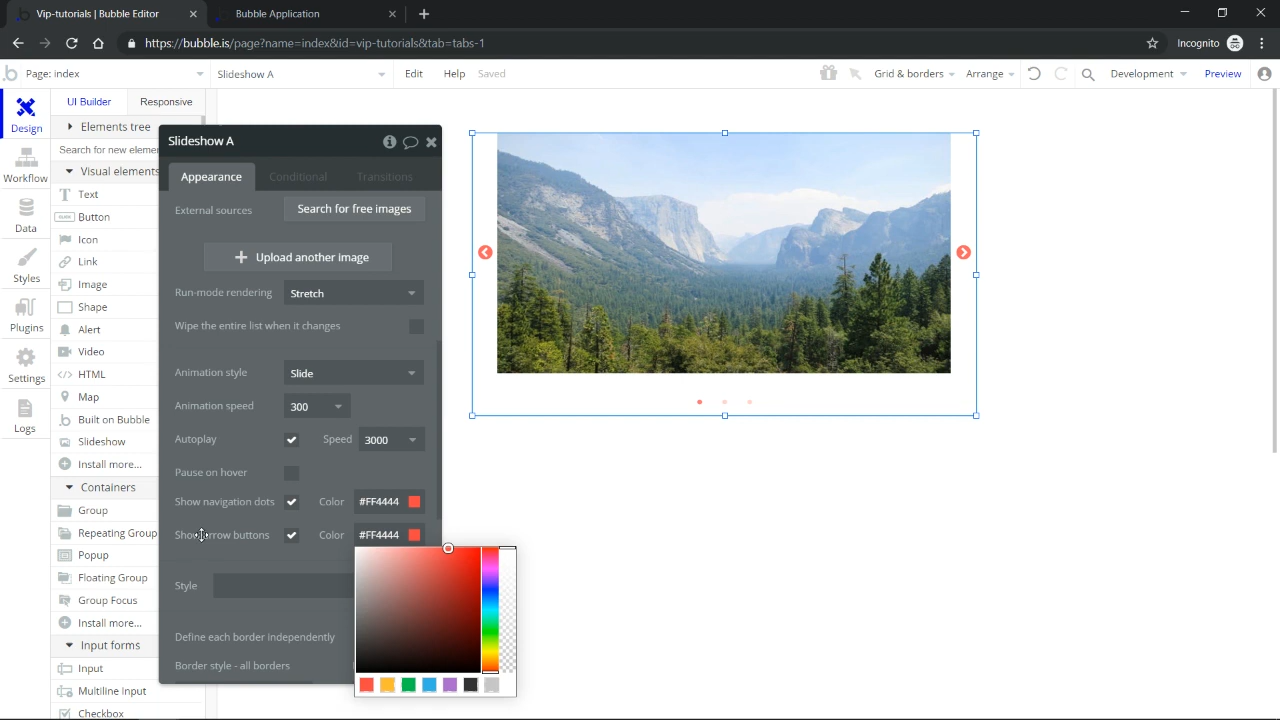 Vip-tutorials | Bubble Editor
Bubble Application
https://bubble.is/page?name=index&id=vip-tutorials&tab=tabs-1
Incognito
Page: index
Slideshow A
Edit
Help
Saved
Grid & borders
Arrange
Development
Preview
Design
Workflow
Data
Styles
Plugins
Settings
Logs
UI Builder
Responsive
Elements tree
Search for new elemen
Visual elements
Text
CLICK
Button
Icon
Link
Image
Shape
Alert
Video
</> HTML
Map
Built on Bubble
Slideshow
Install more...
Containers
Group
Repeating Group
Popup
Floating Group
Group Focus
Install more...
Input forms
Input
Multiline Input
Checkbox
Slideshow A
Appearance
Conditional
Transitions
External sources
Search for free images
Upload another image
Run-mode rendering
Stretch
Wipe the entire list when it changes
Animation style
Slide
Animation speed
300
Autoplay
Speed
3000
Pause on hover
Show navigation dots
Color
#FF4444
Show arrow buttons
Color
#FF4444
Style
Define each border independently
Border style - all borders